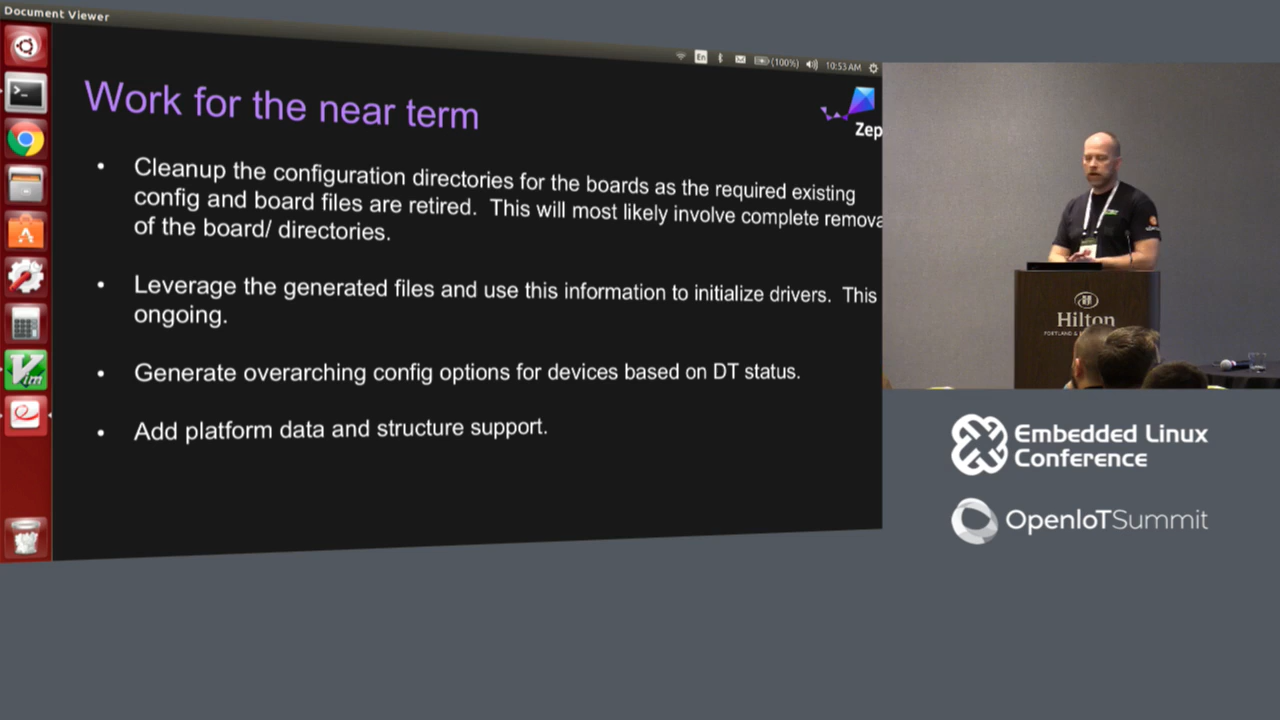 Document Viewer
En
(100%)
10:53 AM
Work for the near term
Zep
• Cleanup the configuration directories for the boards as the required existing
config and board files are retired. This will most likely involve complete remova
of the board/ directories.
• Leverage the generated files and use this information to initialize drivers. This
ongoing.
• Generate overarching config options for devices based on DT status.
• Add platform data and structure support.
Vim
Hilton
Embedded Linux
Conference
OpenIoTSummit